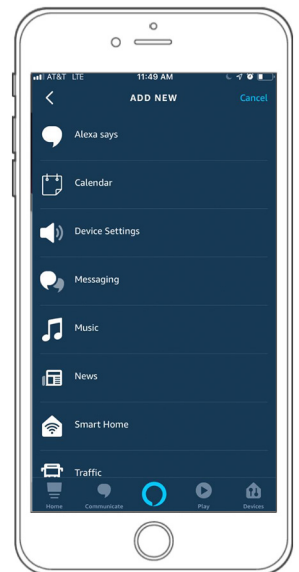 AT&T LTE 11:49 AM
ADD NEW Cancel
Alexa says
Calendar
Device Settings
Messaging
Music
News
Smart Home
Traffic
Home Communicate Play Devices